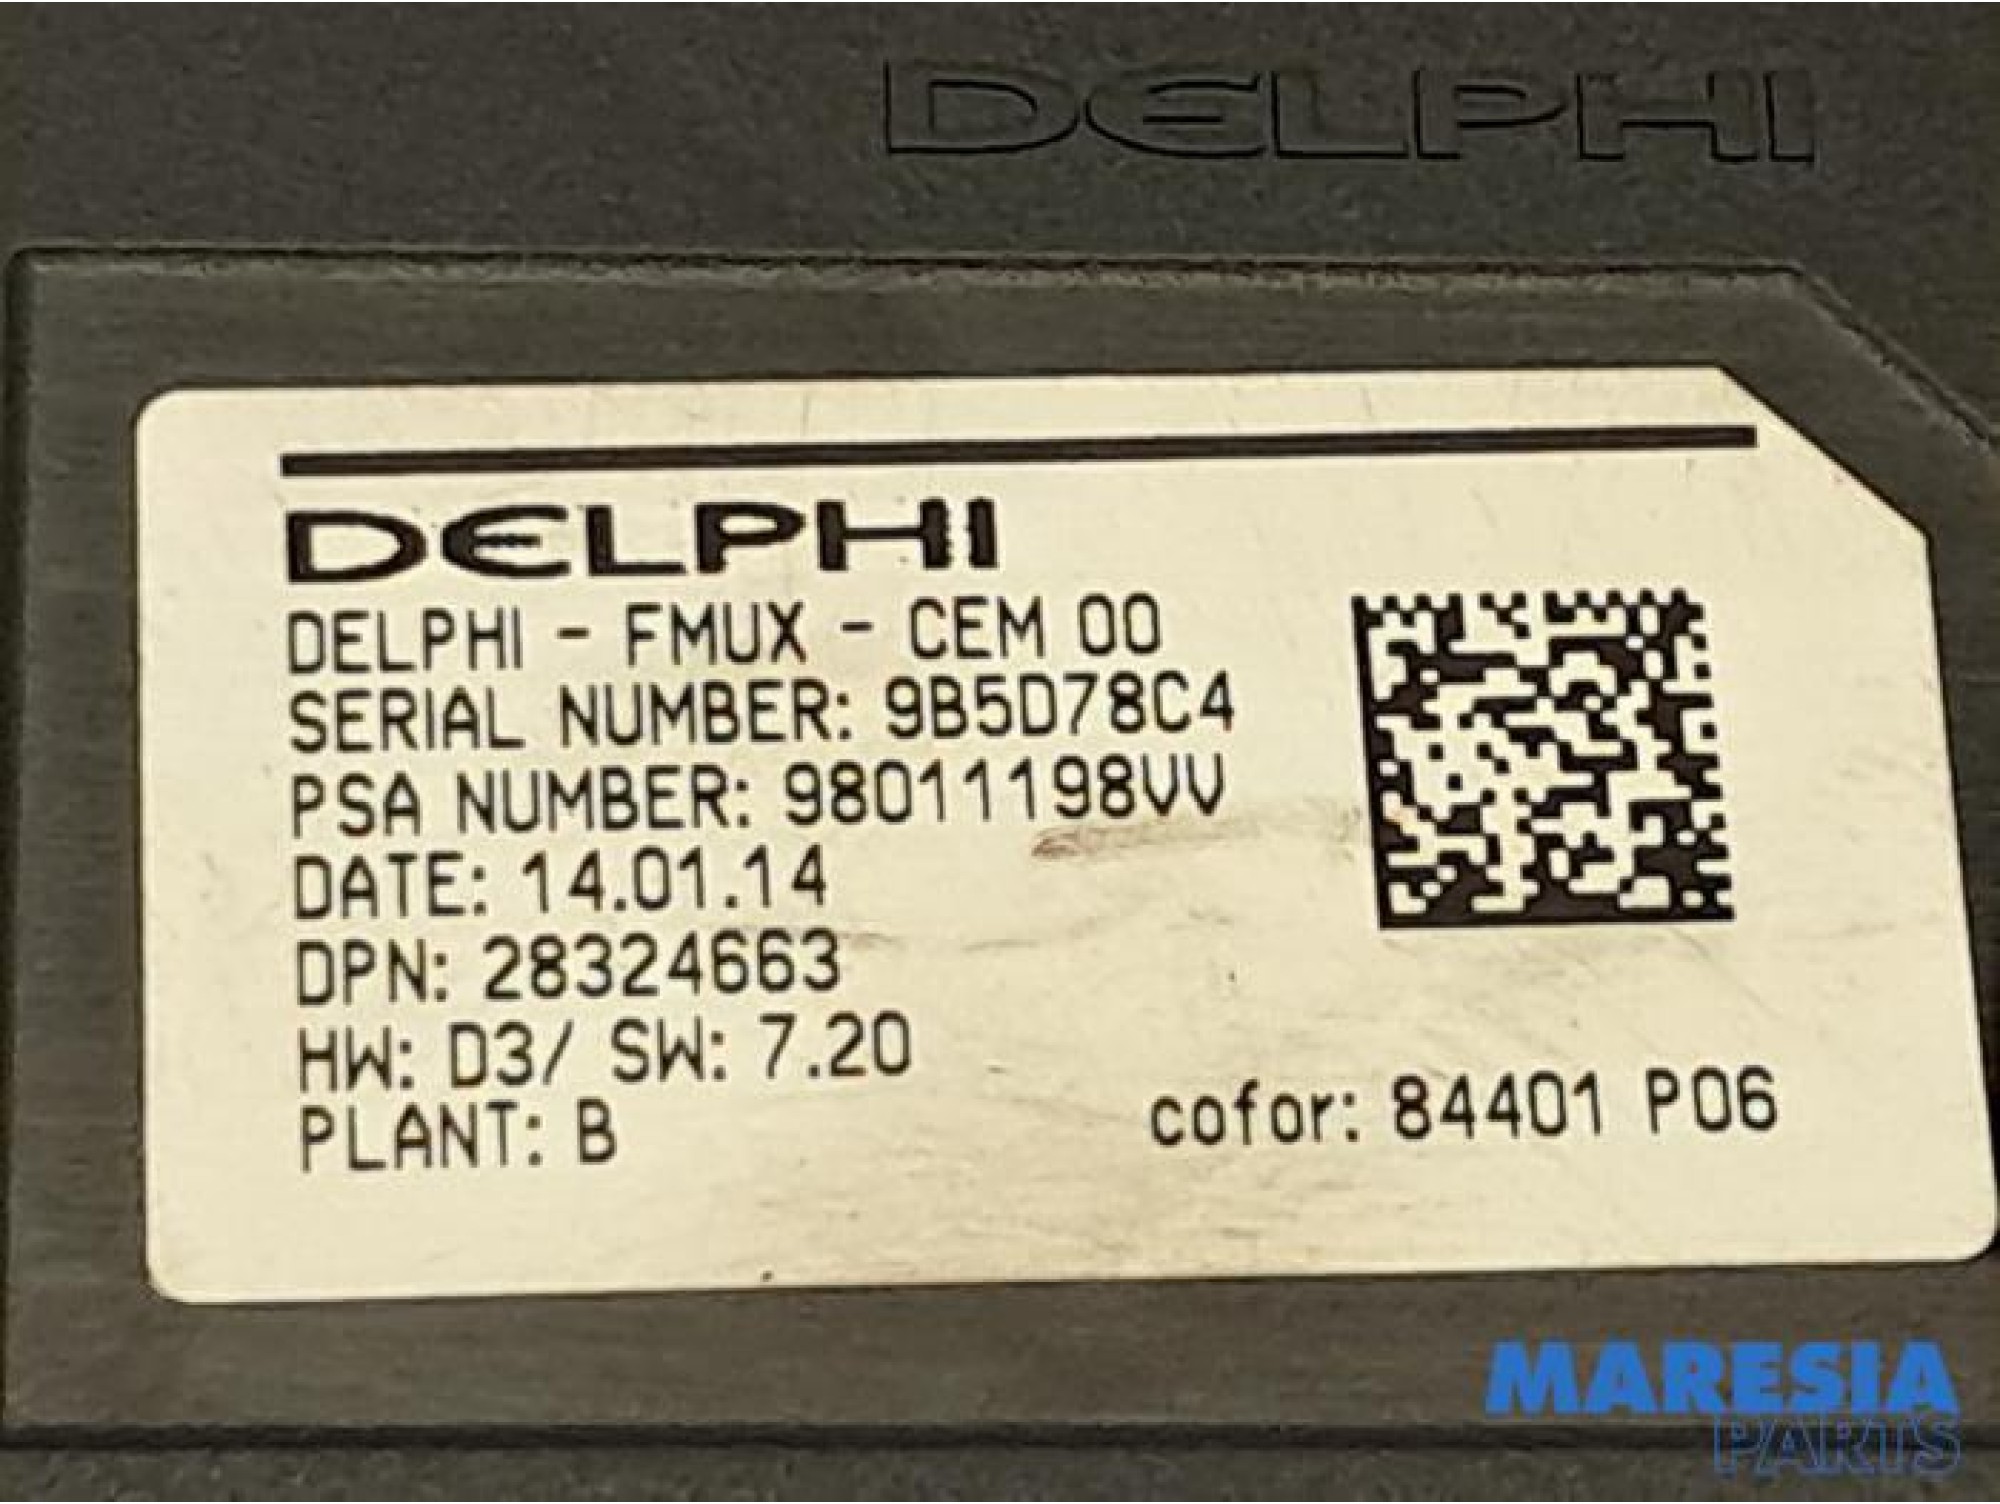 DELPHI
DELPHI
DELPHI - FMUX - CEM 00
SERIAL NUMBER: 9B5D78C4
PSA NUMBER: 98011198VV
DATE: 14.01.14
DPN: 28324663
HW: D3/ SW: 7.20
PLANT: B
cofor: 84401 P06
MARESIA
PARTS